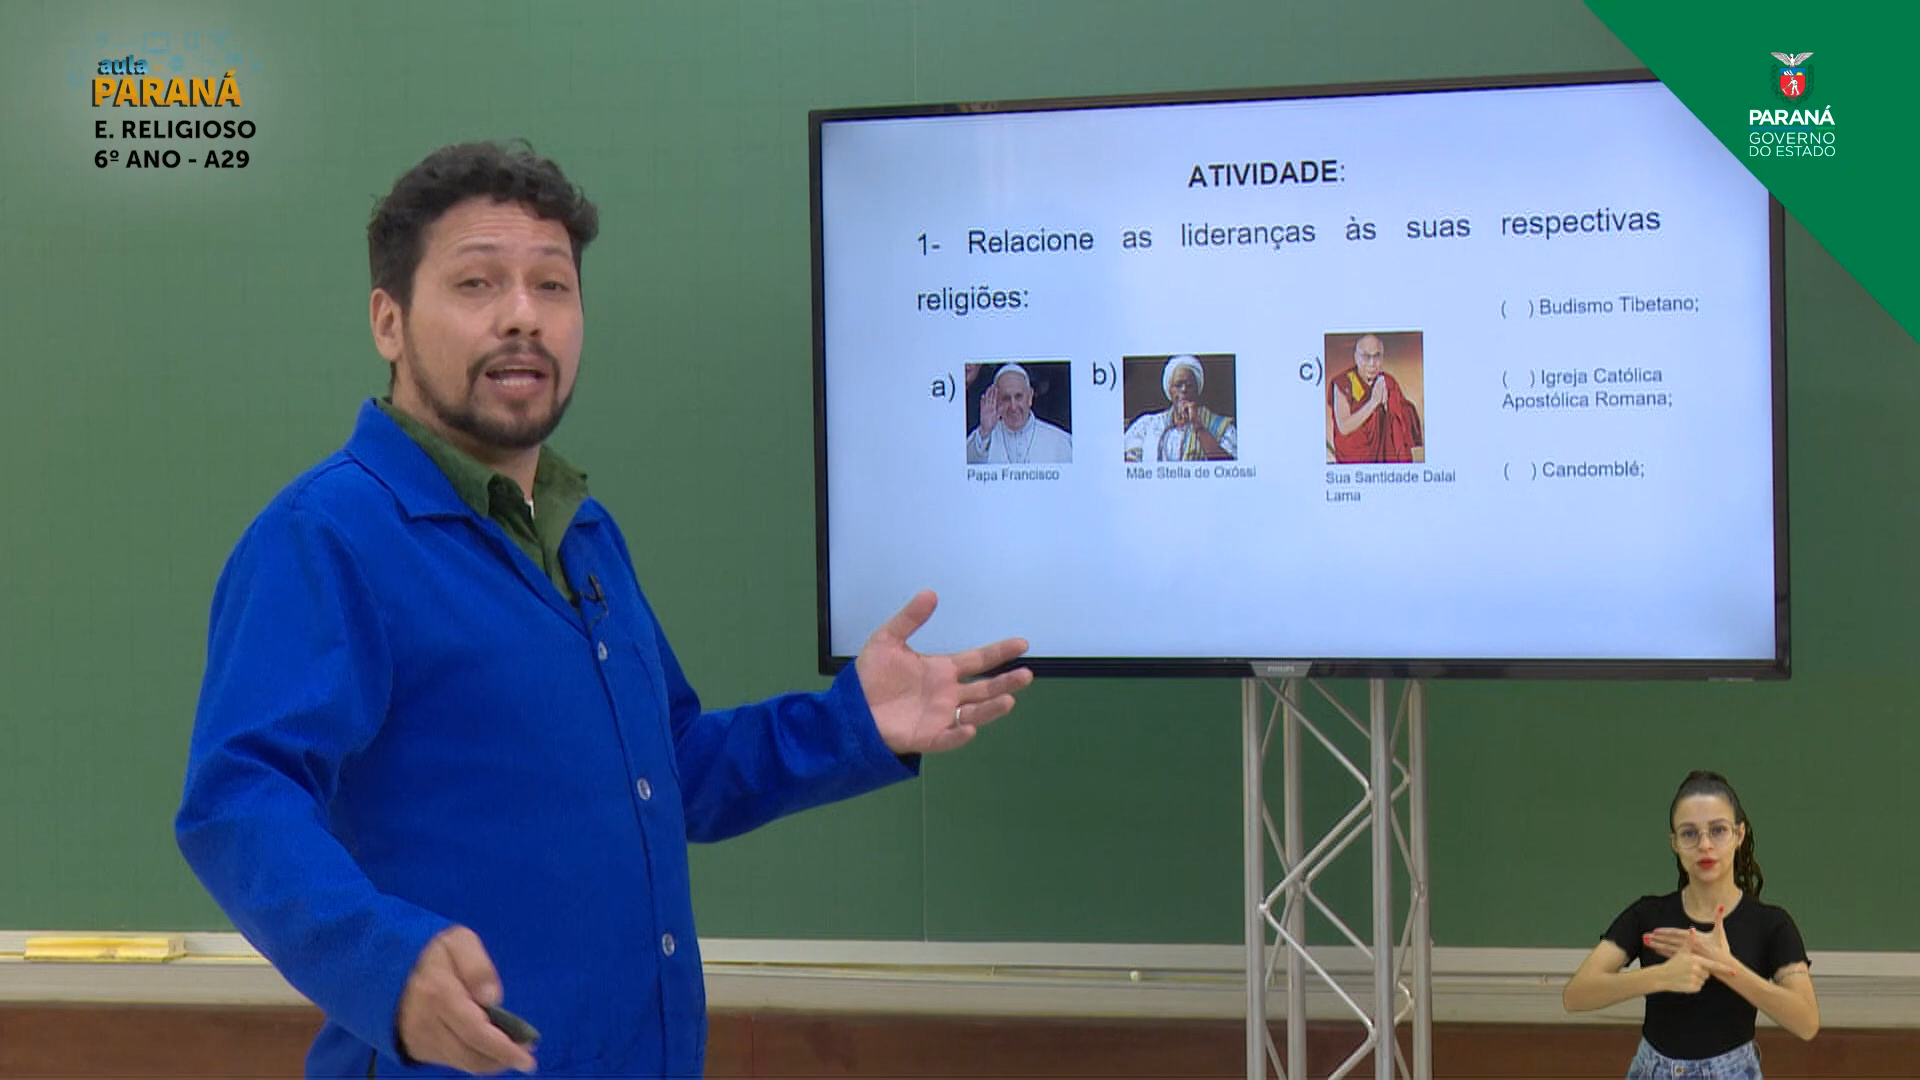 aula
PARANÁ
E. RELIGIOSO
6º ANO - A29
PARANÁ
GOVERNO
DO ESTADO
ATIVIDADE:
1- Relacione as lideranças às suas respectivas
religiões:
a)
Papa Francisco
b)
Mãe Stella de Oxóssi
c)
Sua Santidade Dalai
Lama
( ) Budismo Tibetano;
( ) Igreja Católica
Apostólica Romana;
( ) Candomblé;
PHILIPS